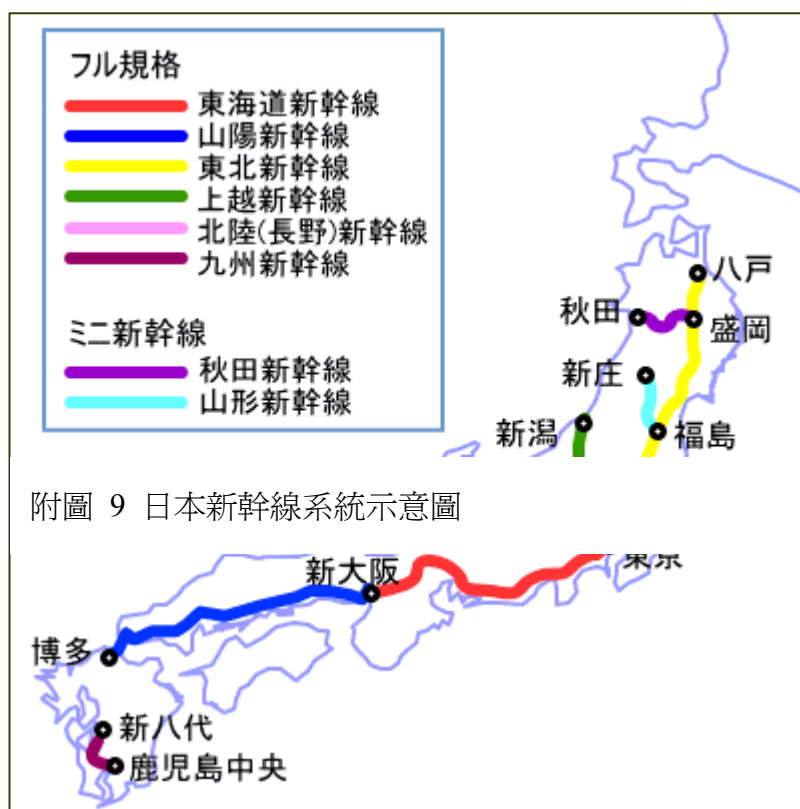 フル規格
東海道新幹線
山陽新幹線
東北新幹線
上越新幹線
北陸(長野)新幹線
九州新幹線
ミニ新幹線
秋田新幹線
山形新幹線
八戸
秋田
盛岡
新庄
新潟
福島
附圖 9 日本新幹線系統示意圖
東京
新大阪
博多
新八代
鹿児島中央